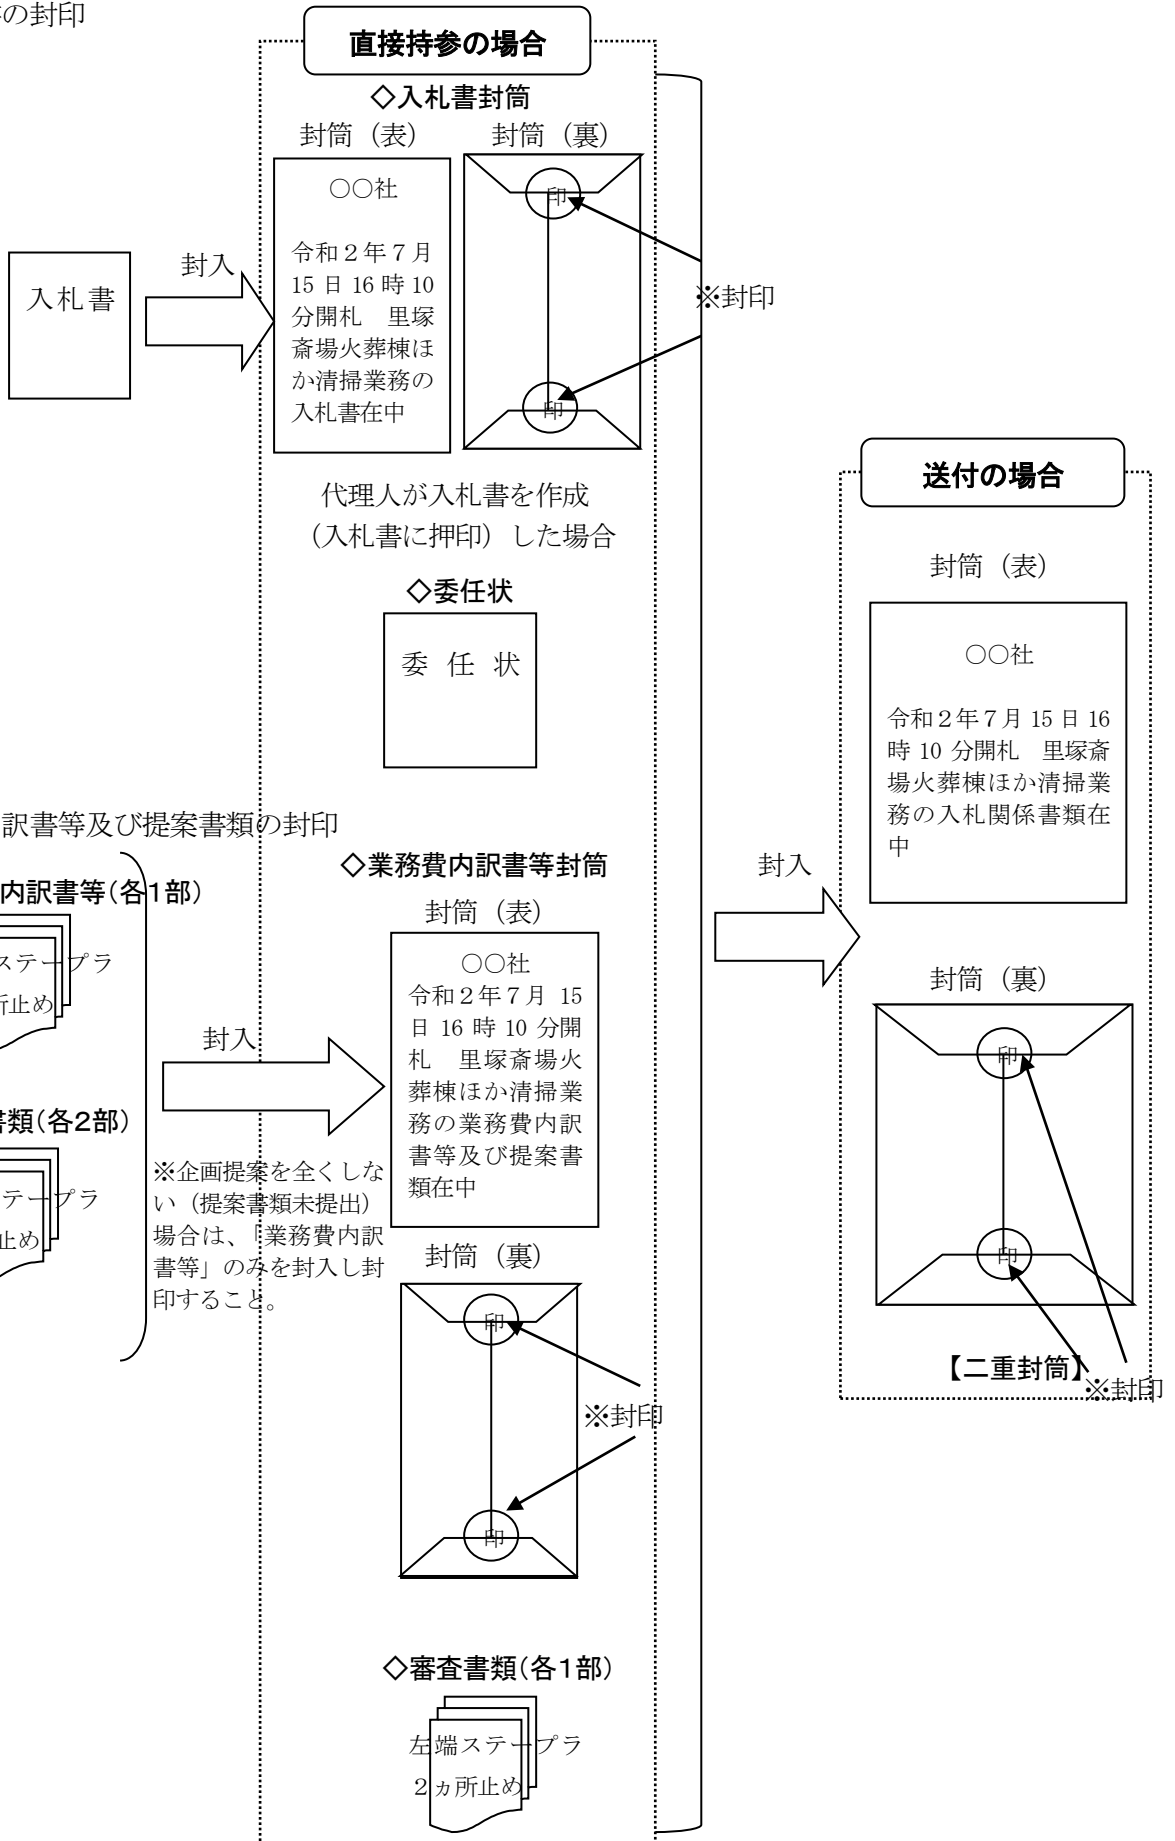 の封印
直接持参の場合
◇入札書封筒
封筒（表）
封筒（裏）
○○社
令和２年７月
15 日 16 時 10
分開札　里塚
斎場火葬棟ほ
か清掃業務の
入札書在中
印
印
※封印
入札書
封入
代理人が入札書を作成
（入札書に押印）した場合
◇委任状
委 任 状
訳書等及び提案書類の封印
内訳書等（各１部）
ステープラ
所止め
書類（各２部）
テープラ
止め
封入
※企画提案を全くしな
い（提案書類未提出）
場合は、「業務費内訳
書等」のみを封入し封
印すること。
◇業務費内訳書等封筒
封筒（表）
○○社
令和２年７月 15
日 16 時 10 分開
札　里塚斎場火
葬棟ほか清掃業
務の業務費内訳
書等及び提案書
類在中
封筒（裏）
印
印
※封印
◇審査書類（各１部）
左端ステープラ
２ヵ所止め
封入
送付の場合
封筒（表）
○○社
令和２年７月 15 日 16
時 10 分開札　里塚斎
場火葬棟ほか清掃業
務の入札関係書類在
中
封筒（裏）
印
印
【二重封筒】
※封印